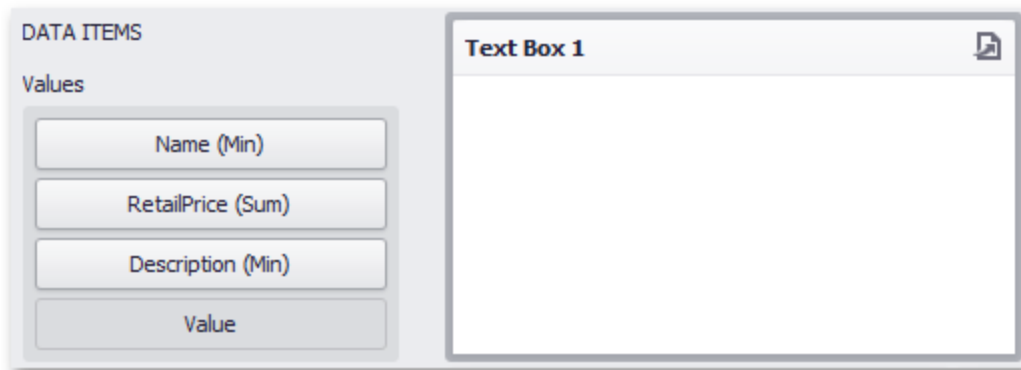 DATA ITEMS
Values
Name (Min)
RetailPrice (Sum)
Description (Min)
Value
Text Box 1